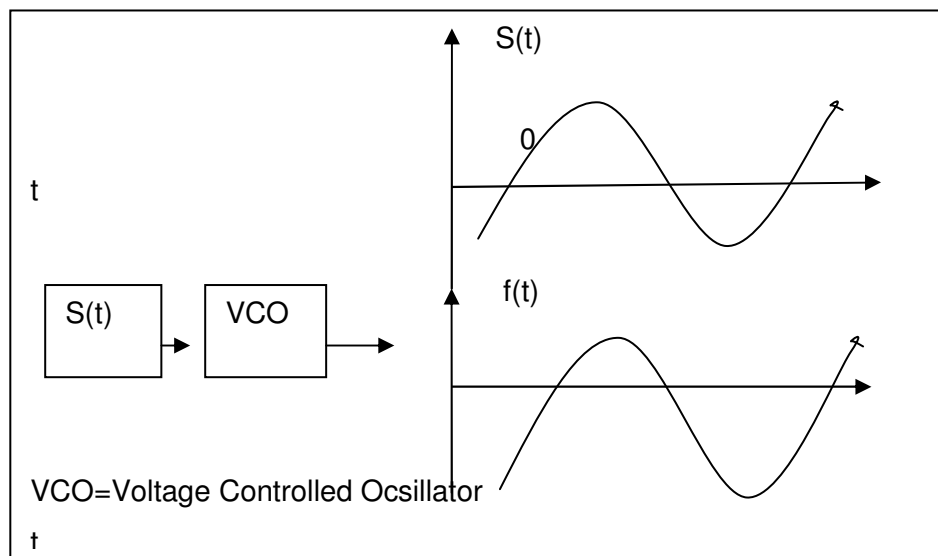 S(t)
0
t
f(t)
S(t) VCO
VCO=Voltage Controlled Ocsillator
t